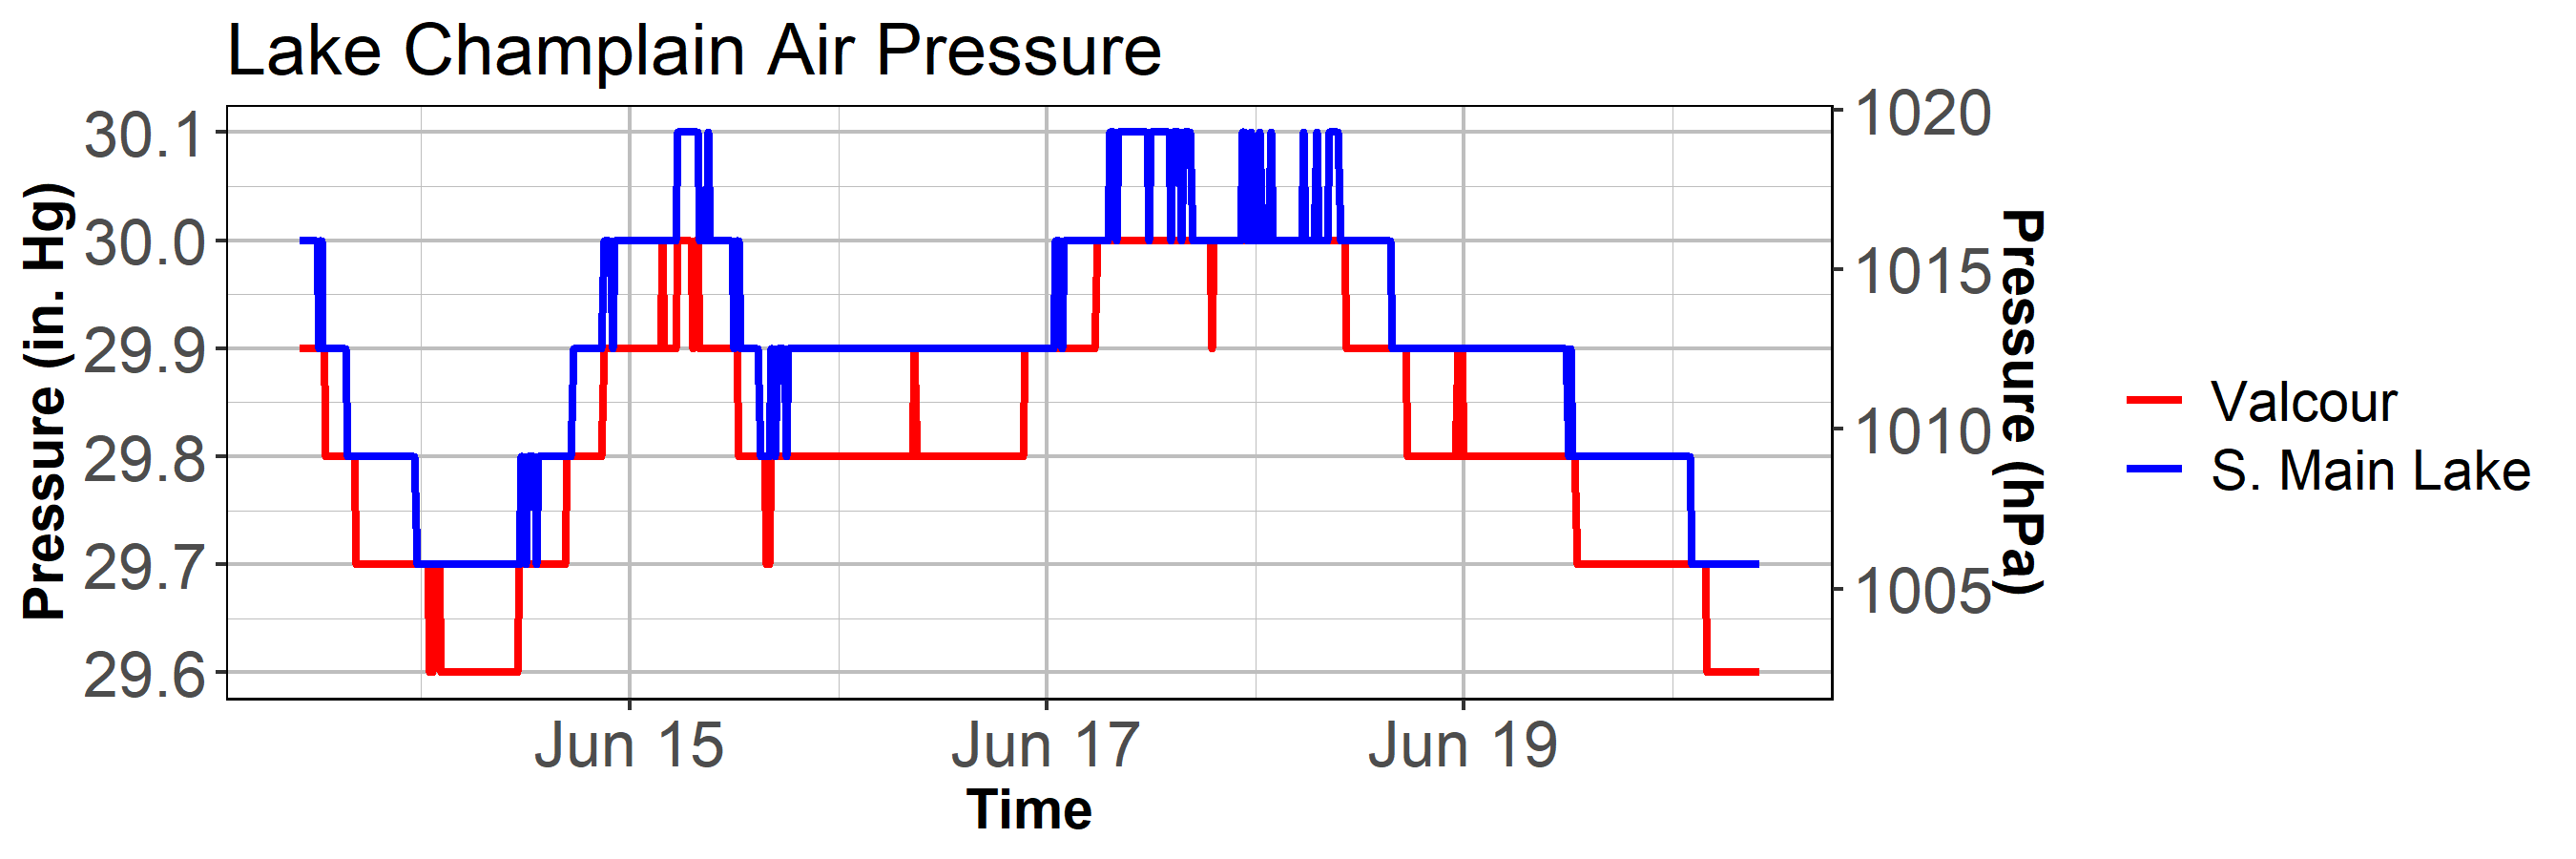 Lake Champlain Air Pressure
Pressure (in. Hg)
30.1
30.0
29.9
29.8
29.7
29.6
1020
1015
1010
1005
Pressure (hPa)
Valcour
S. Main Lake
Jun 15
Jun 17
Jun 19
Time